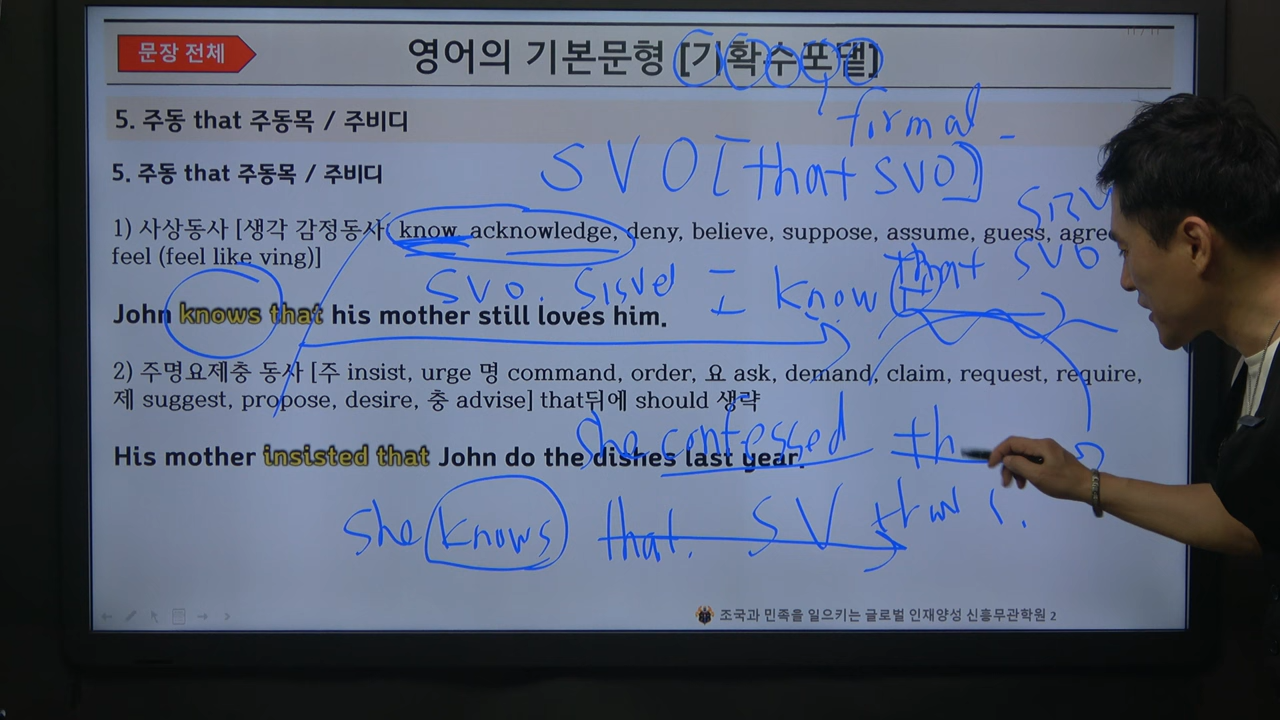 문장 전체
영어의 기본문형 [기확수포댙]
firmal
5. 주동 that 주동목 / 주비디
SVO [that SVO]
5. 주동 that 주동목 / 주비디
1) 사상동사 [생각 감정동사 know acknowledge, deny, believe, suppose, assume, guess, agre
feel (feel like ving)]
SVO.
know that SVO
John knows that his mother still loves him.
2) 주명요제충 동사 [주 insist, urge 명 command, order, 요 ask, demand, claim, request, require,
제 suggest, propose, desire, 충 advise] that뒤에 should 생략
she confessed th
His mother insisted that John do the dishes last year.
she knows that. SV
조국과 민족을 일으키는 글로벌 인재양성 신흥무관학원 2